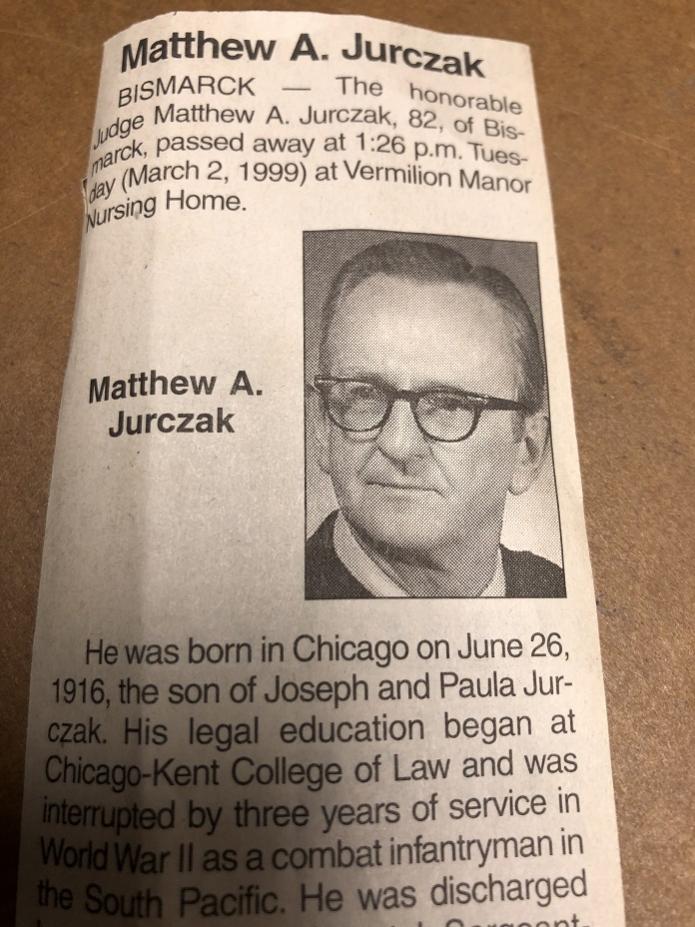 Matthew A. Jurczak
BISMARCK — The honorable
Judge Matthew A. Jurczak, 82, of Bis-
marck, passed away at 1:26 p.m. Tues-
day (March 2, 1999) at Vermilion Manor
Nursing Home.
Matthew A.
Jurczak
He was born in Chicago on June 26,
1916, the son of Joseph and Paula Jur-
czak. His legal education began at
Chicago-Kent College of Law and was
interrupted by three years of service in
World War II as a combat infantryman in
the South Pacific. He was discharged